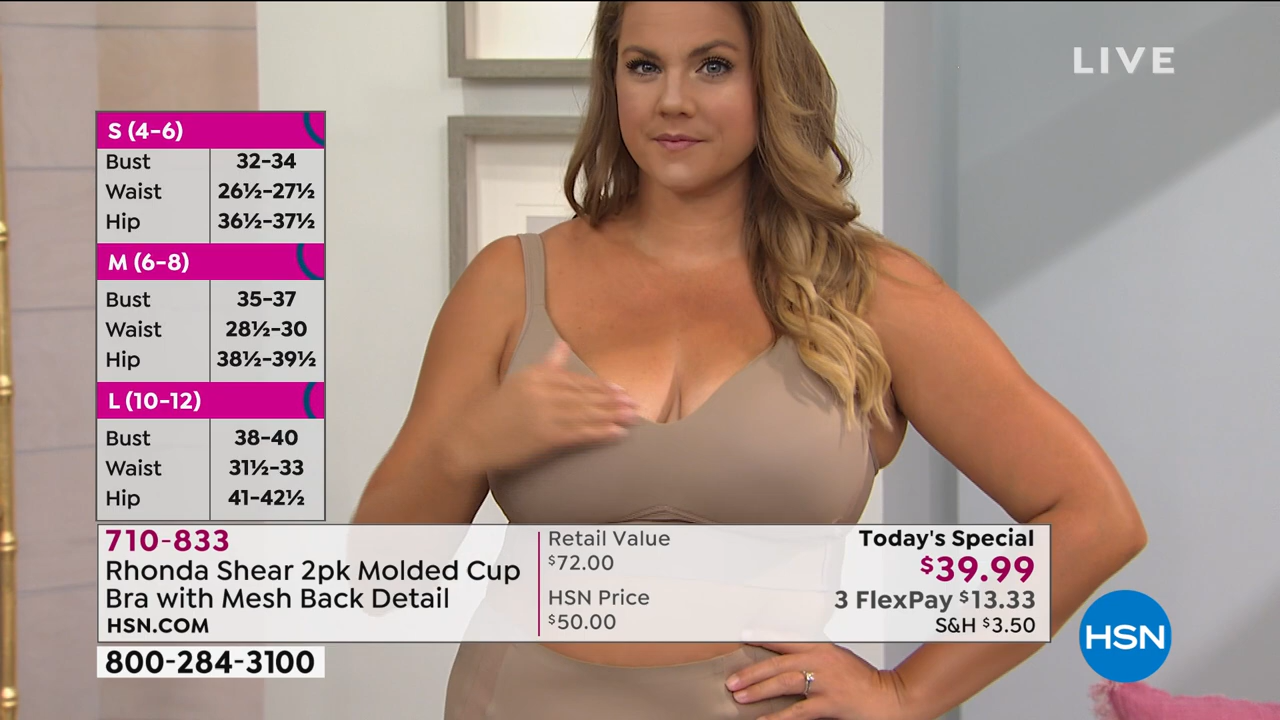 LIVE
S (4-6)
Bust 32-34
Waist 26½-27½
Hip 36½-37½
M (6-8)
Bust 35-37
Waist 28½-30
Hip 38½-39½
L (10-12)
Bust 38-40
Waist 31½-33
Hip 41-42½
710-833
Rhonda Shear 2pk Molded Cup
Bra with Mesh Back Detail
HSN.COM
Retail Value
$72.00
HSN Price
$50.00
Today's Special
$39.99
3 FlexPay $13.33
S&H $3.50
800-284-3100
HSN